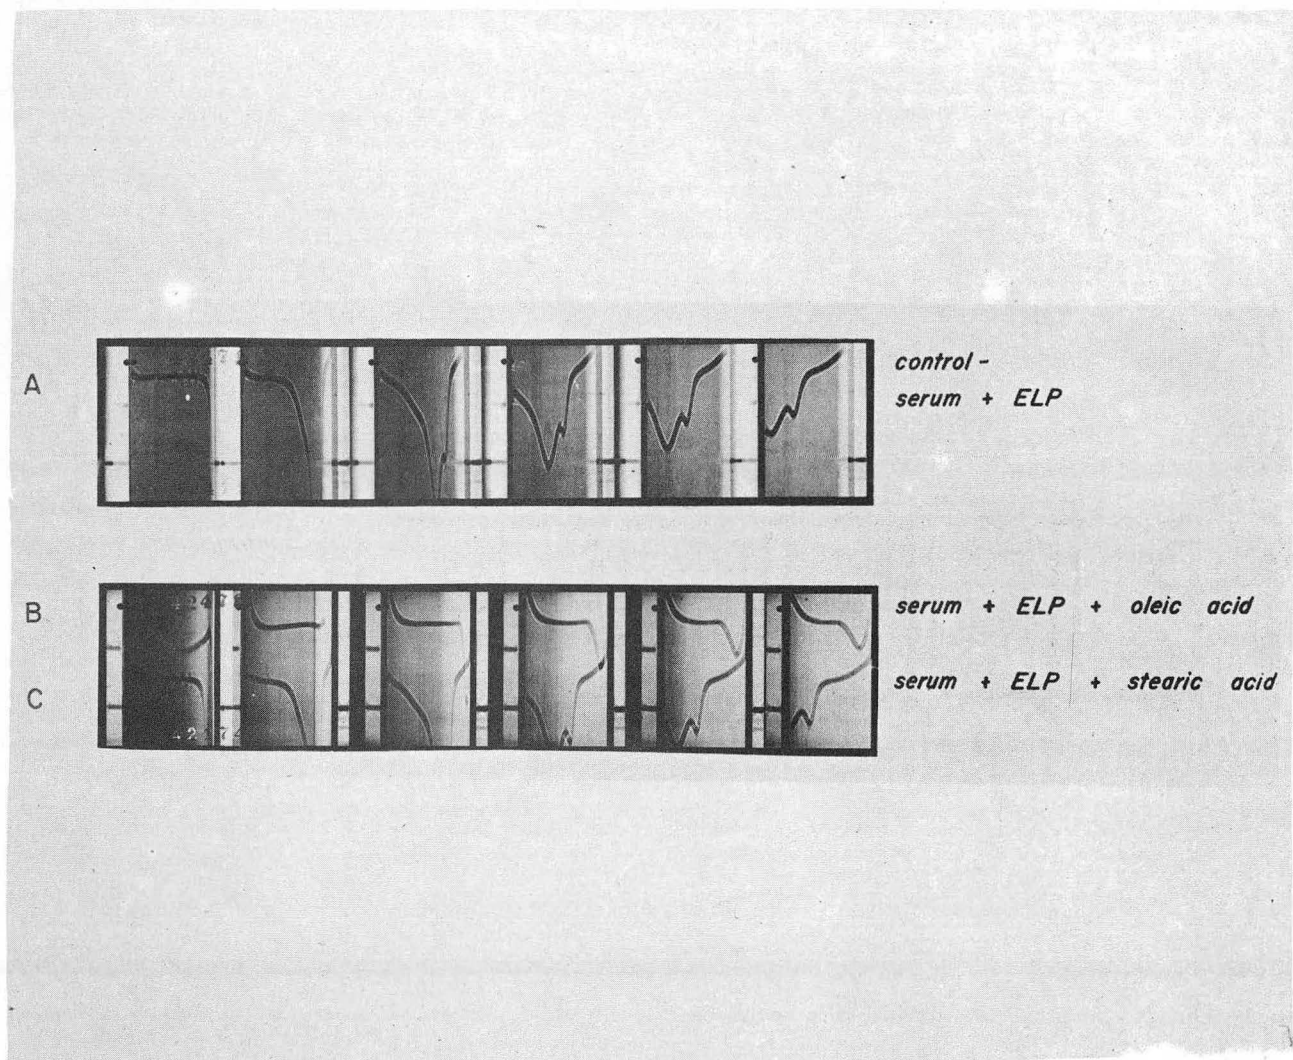 A
control -
serum + ELP
B
serum + ELP + oleic acid
C
serum + ELP + stearic acid